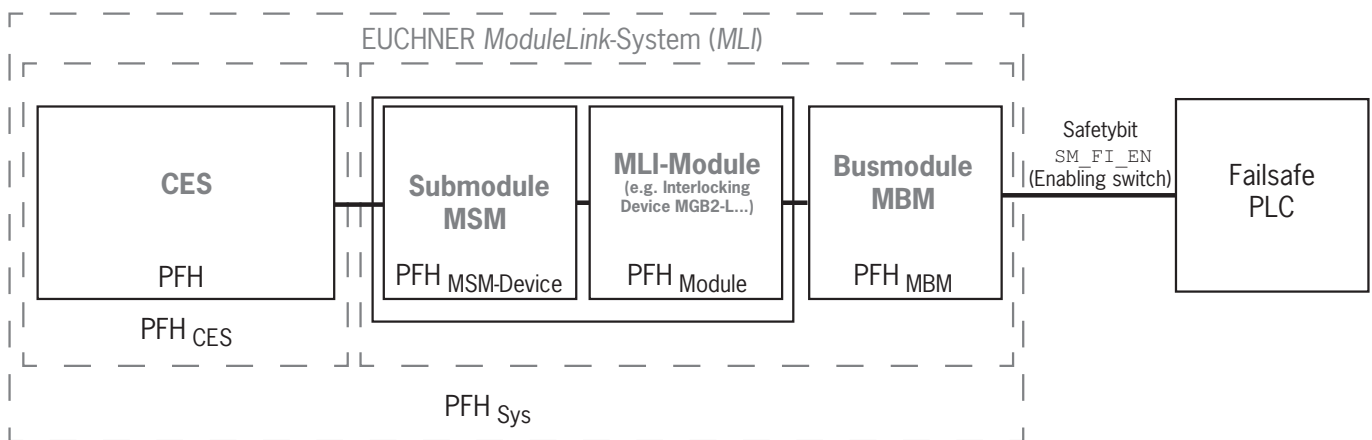 EUCHNER ModuleLink-System (MLI)
CES
PFH
PFH CES
Submodule
MSM
PFH MSM-Device
MLI-Module
(e.g. Interlocking
Device MGB2-L...)
PFH Module
Busmodule
MBM
PFH MBM
PFH Sys
Safetybit
SM_FI_EN
(Enabling switch)
Failsafe
PLC